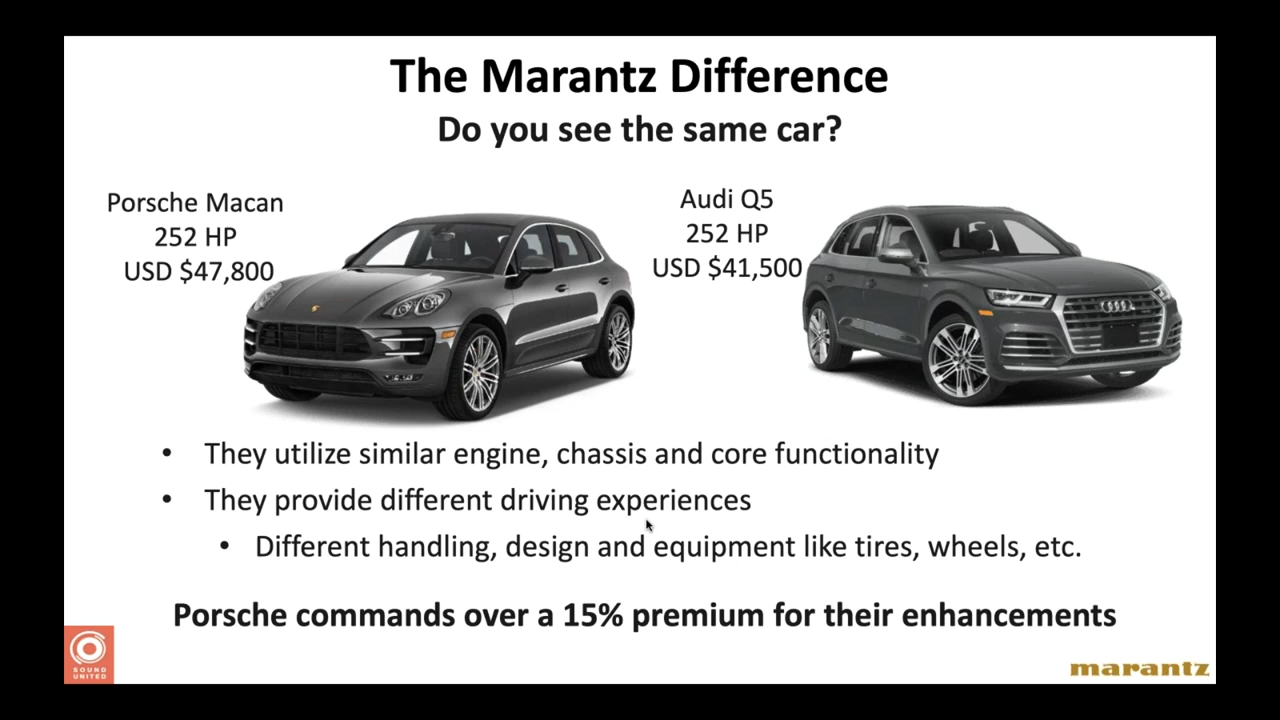 The Marantz Difference
Do you see the same car?
Porsche Macan
252 HP
USD $47,800
Audi Q5
252 HP
USD $41,500
• They utilize similar engine, chassis and core functionality
• They provide different driving experiences
• Different handling, design and equipment like tires, wheels, etc.
Porsche commands over a 15% premium for their enhancements
SOUND
UNITED
marantz